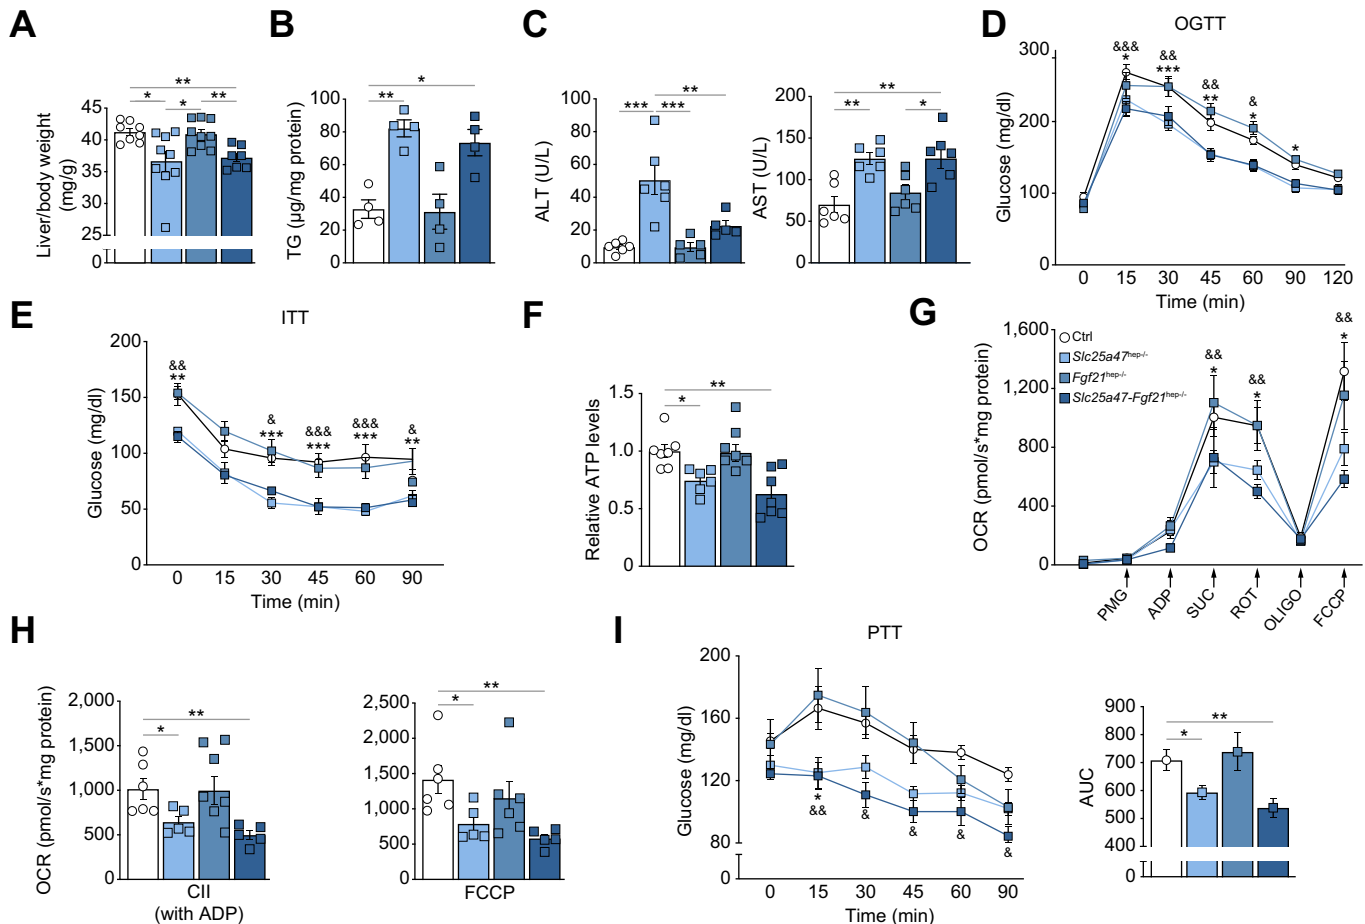 A
Liver/body weight
(mg/g)
45
40
35
30
25
0
**
*
*
**
B
TG (µg/mg protein)
100
80
60
40
20
0
*
**
C
ALT (U/L)
100
80
60
40
20
0
**
***
***
AST (U/L)
200
150
100
50
0
**
**
*
D
OGTT
Glucose (mg/dl)
300
200
100
0
&&&
*
&&
***
&&
**
&
*
*
0 15 30 45 60 90 120
Time (min)
E
ITT
Glucose (mg/dl)
200
150
100
50
0
&&
**
&
***
&&&
***
&&&
***
&
**
0 15 30 45 60 90
Time (min)
F
Relative ATP levels
1.5
1.0
0.5
0
**
*
G
OCR (pmol/s*mg protein)
1,600
1,200
800
400
0
Ctrl
Slc25a47hep-/-
Fgf21hep-/-
Slc25a47-Fgf21hep-/-
&&
*
&&
*
&&
*
PMG
ADP
SUC
ROT
OLIGO
FCCP
H
OCR (pmol/s*mg protein)
2,000
1,500
1,000
500
0
**
*
CII
(with ADP)
2,500
2,000
1,500
1,000
500
0
**
*
FCCP
I
PTT
Glucose (mg/dl)
200
160
120
80
0
*
&&
&
&
&
&
0 15 30 45 60 90
Time (min)
AUC
900
800
700
600
500
400
0
**
*